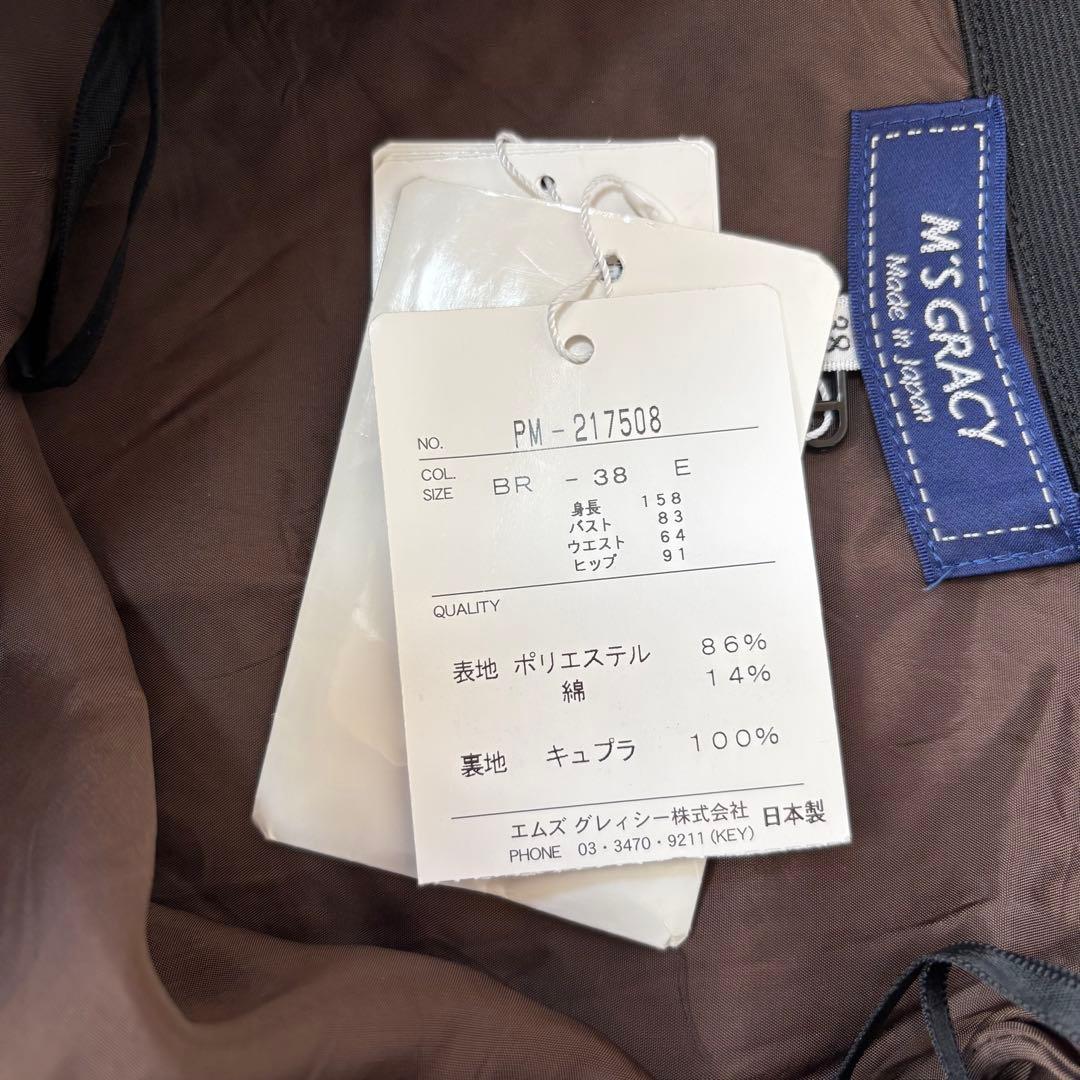 NO. PM-217508
COL.
SIZE BR - 38 E
身長 158
バスト 83
ウエスト 64
ヒップ 91
QUALITY
表地 ポリエステル 86%
綿 14%
裏地 キュプラ 100%
エムズ グレィシー株式会社 日本製
PHONE 03・3470・9211(KEY)
M'S GRACY
Made in Japan
38